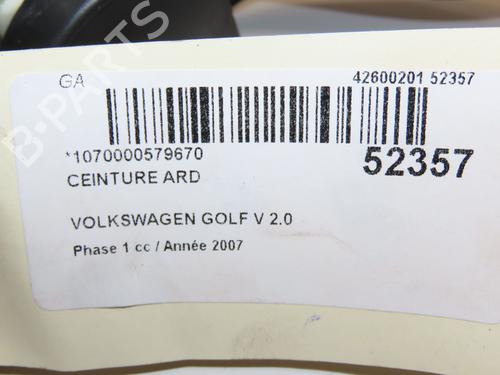 GA
42600201 52357
*1070000579670
52357
CEINTURE ARD
VOLKSWAGEN GOLF V 2.0
Phase 1 cc / Année 2007
B-PARTS